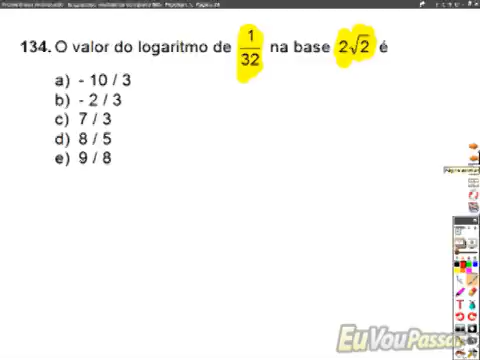 134. O valor do logaritmo de 1/32 na base 2√2 é
a) - 10 / 3
b) - 2 / 3
c) 7 / 3
d) 8 / 5
e) 9 / 8
EuVouPassar